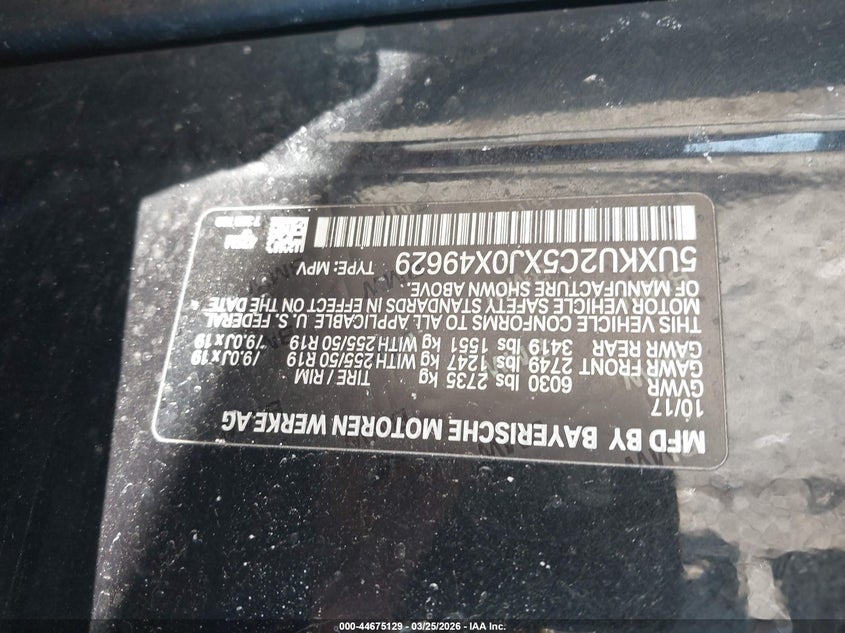 MFD BY BAYERISCHE MOTOREN WERKE AG
10/17
GVWR 6030 lbs 2735 kg TIRE / RIM
GAWR FRONT 2749 lbs 1247 kg WITH 255/50 R19 /9.0J x 19
GAWR REAR 3419 lbs 1551 kg WITH 255/50 R19 /9.0J x 19
THIS VEHICLE CONFORMS TO ALL APPLICABLE U. S. FEDERAL
MOTOR VEHICLE SAFETY STANDARDS IN EFFECT ON THE DATE
OF MANUFACTURE SHOWN ABOVE.
5UXKU2C5XJ0X49629 TYPE: MPV
000-44675129 - 03/25/2026 - IAA Inc.